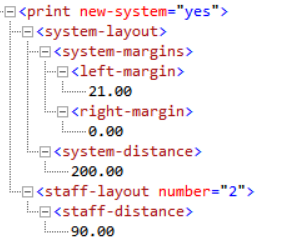 <print new-system="yes">
<system-layout>
<system-margins>
<left-margin>
21.00
<right-margin>
0.00
<system-distance>
200.00
<staff-layout number="2">
<staff-distance>
90.00